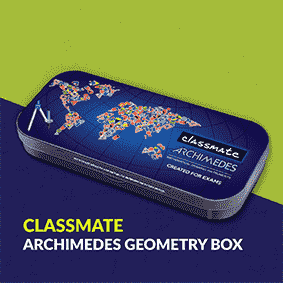 classmate
ARCHIMEDES
CREATED FOR EXAMS
CLASSMATE
ARCHIMEDES GEOMETRY BOX